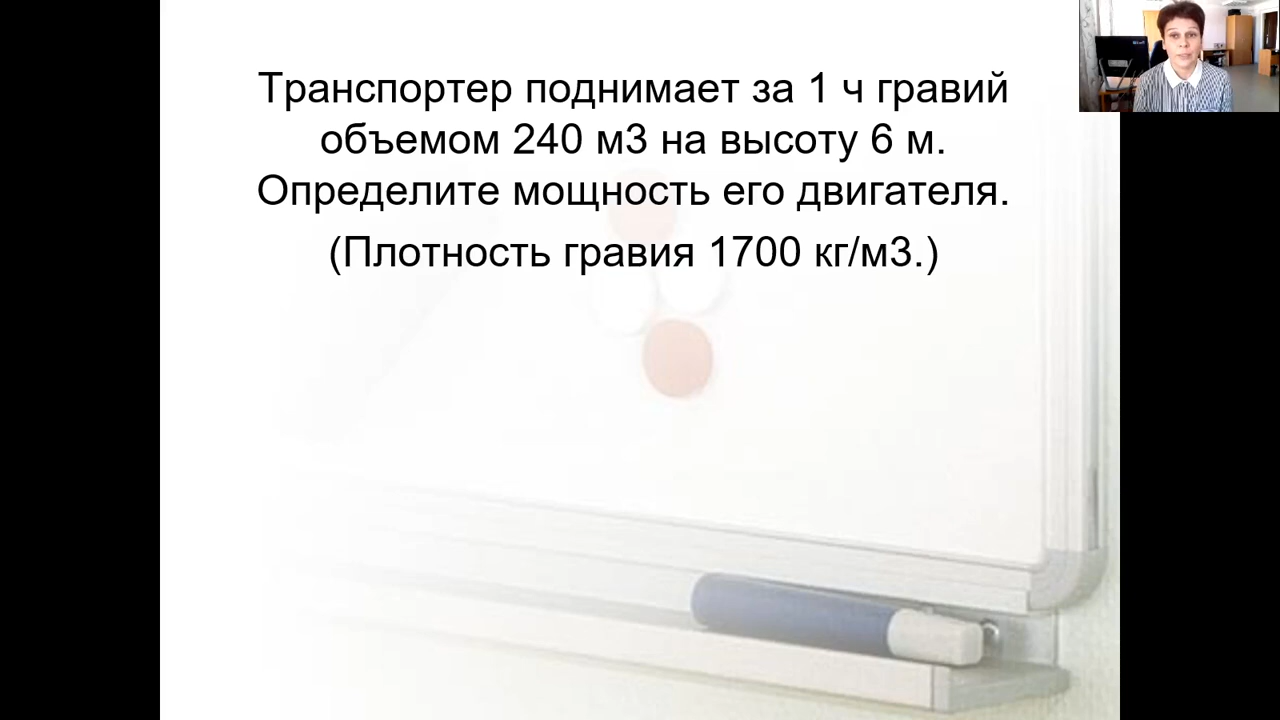 Транспортер поднимает за 1 ч гравий
объемом 240 м3 на высоту 6 м.
Определите мощность его двигателя.
(Плотность гравия 1700 кг/м3.)